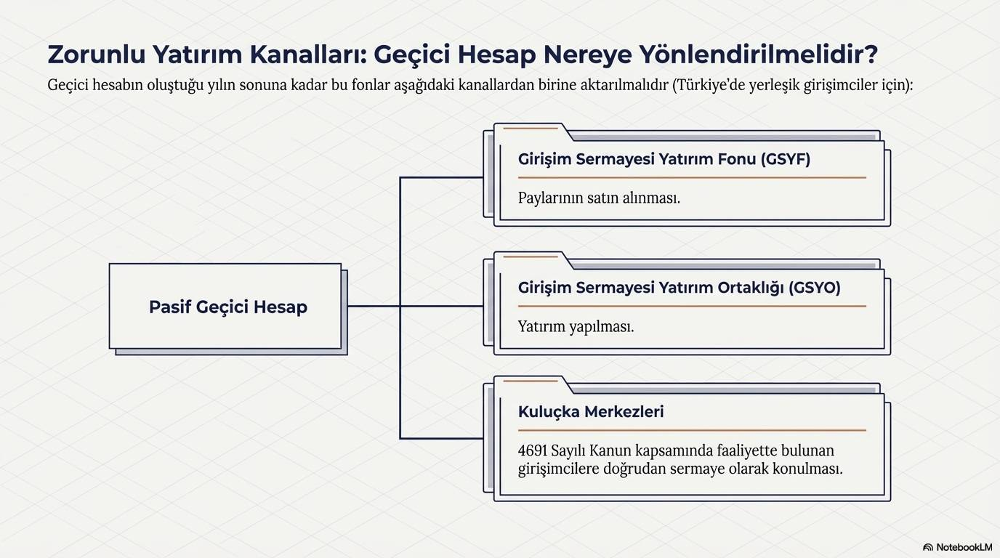 Zorunlu Yatırım Kanalları: Geçici Hesap Nereye Yönlendirilmelidir?
Geçici hesabın oluştuğu yılın sonuna kadar bu fonlar aşağıdaki kanallardan birine aktarılmalıdır (Türkiye'de yerleşik girişimciler için):
Pasif Geçici Hesap
Girişim Sermayesi Yatırım Fonu (GSYF)
Paylarının satın alınması.
Girişim Sermayesi Yatırım Ortaklığı (GSYO)
Yatırım yapılması.
Kuluçka Merkezleri
4691 Sayılı Kanun kapsamında faaliyette bulunan
girişimcilere doğrudan sermaye olarak konulması.
NotebookLM